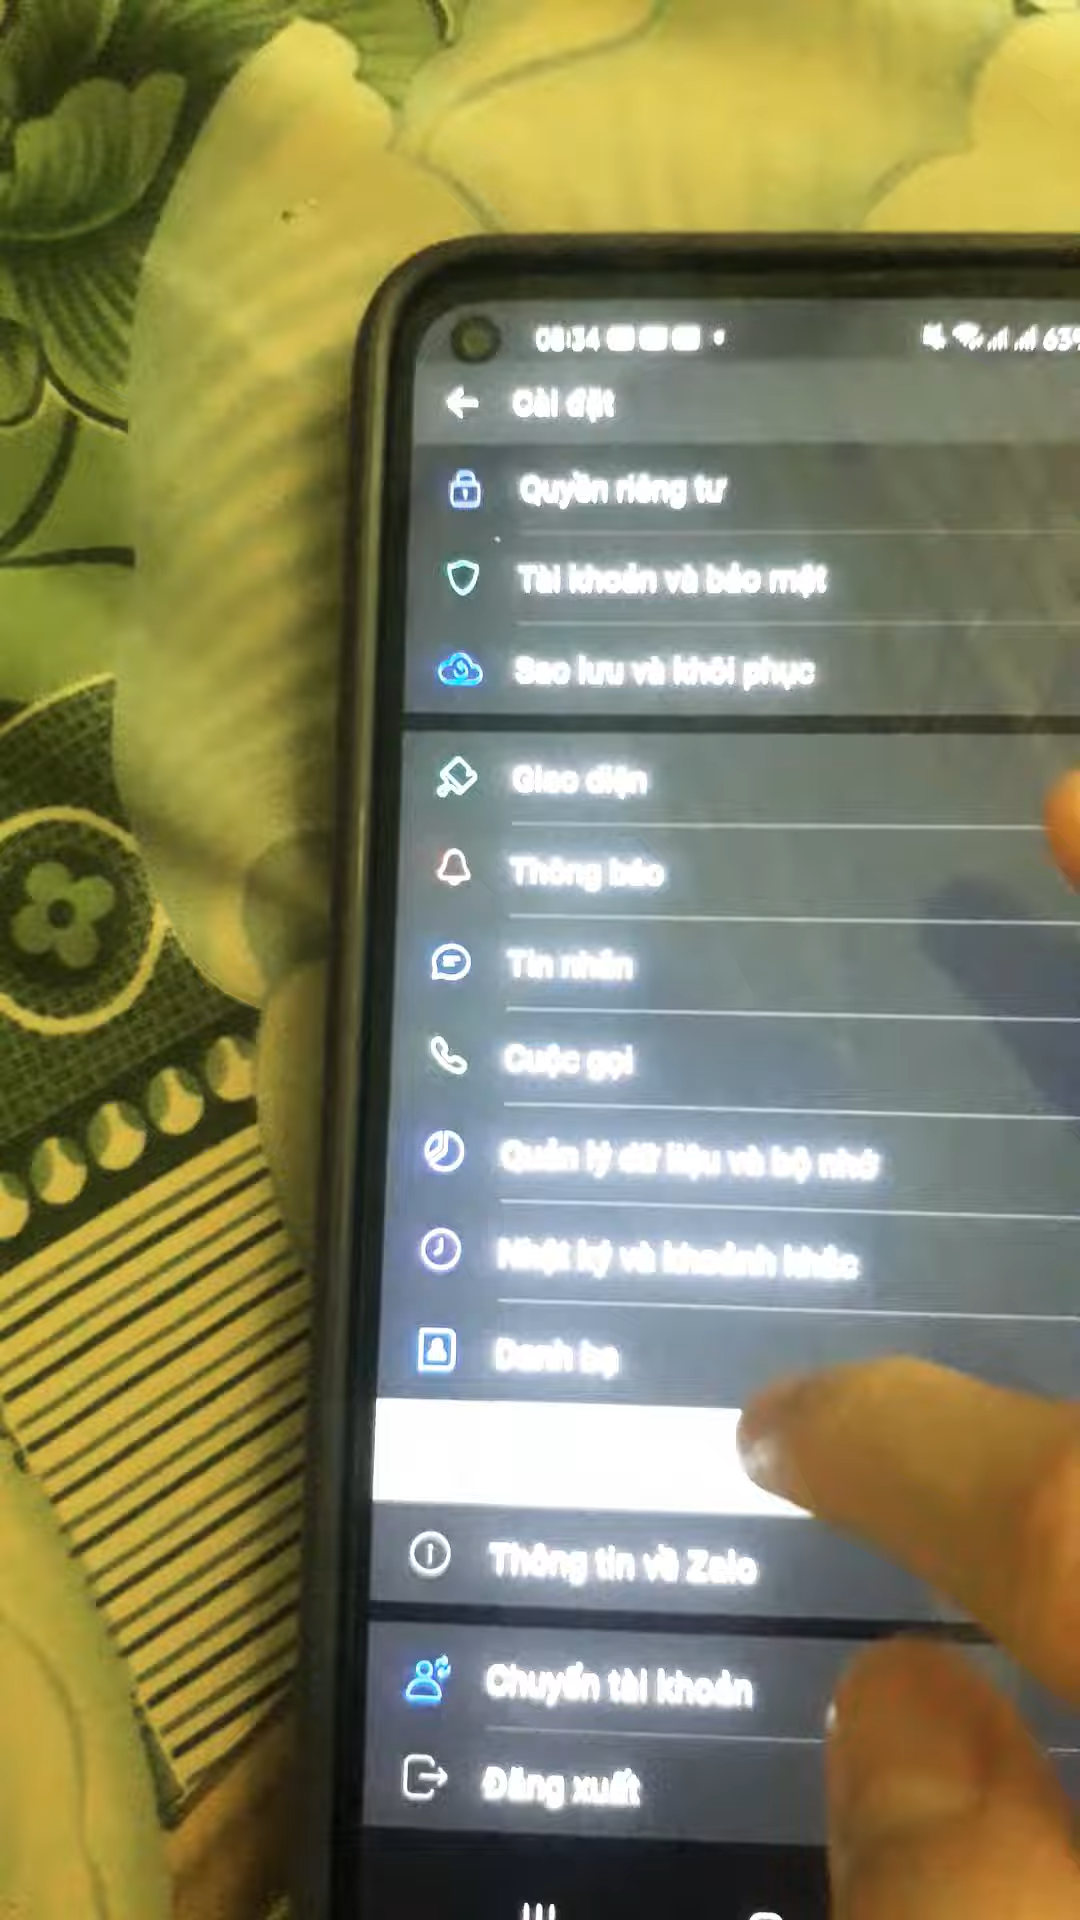 08:34
63%
Cài đặt
Quyền riêng tư
Tài khoản và bảo mật
Sao lưu và khôi phục
Giao diện
Thông báo
Tin nhắn
Cuộc gọi
Quản lý dữ liệu và bộ nhớ
Nhật ký và khoảnh khắc
Danh bạ
Thông tin về Zalo
Chuyển tài khoản
Đăng xuất